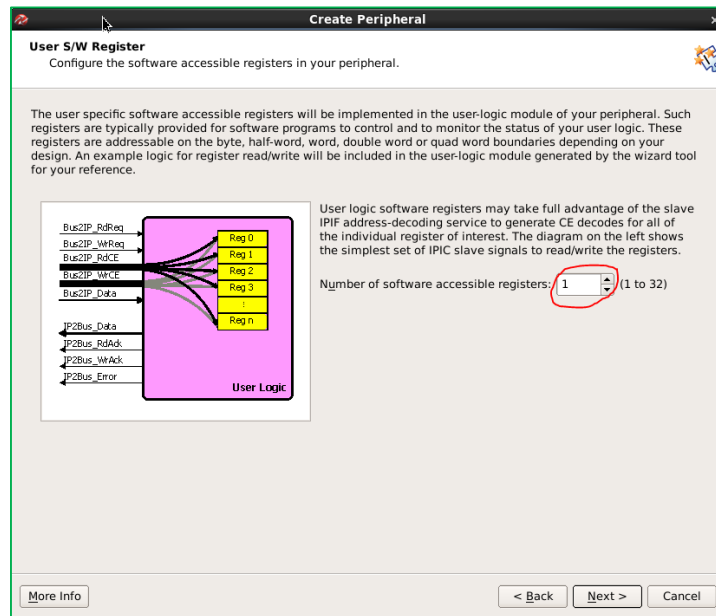 Create Peripheral
User S/W Register
Configure the software accessible registers in your peripheral.
The user specific software accessible registers will be implemented in the user-logic module of your peripheral. Such
registers are typically provided for software programs to control and to monitor the status of your user logic. These
registers are addressable on the byte, half-word, word, double word or quad word boundaries depending on your
design. An example logic for register read/write will be included in the user-logic module generated by the wizard tool
for your reference.
Bus2IP_RdReq
Bus2IP_WrReq
Bus2IP_RdCE
Bus2IP_WrCE
Bus2IP_Data
IP2Bus_Data
IP2Bus_RdAck
IP2Bus_WrAck
IP2Bus_Error
Reg 0
Reg 1
Reg 2
Reg 3
:
Reg n
User Logic
User logic software registers may take full advantage of the slave
IPIF address-decoding service to generate CE decodes for all of
the individual register of interest. The diagram on the left shows
the simplest set of IPIC slave signals to read/write the registers.
Number of software accessible registers: 1 (1 to 32)
More Info
< Back
Next >
Cancel